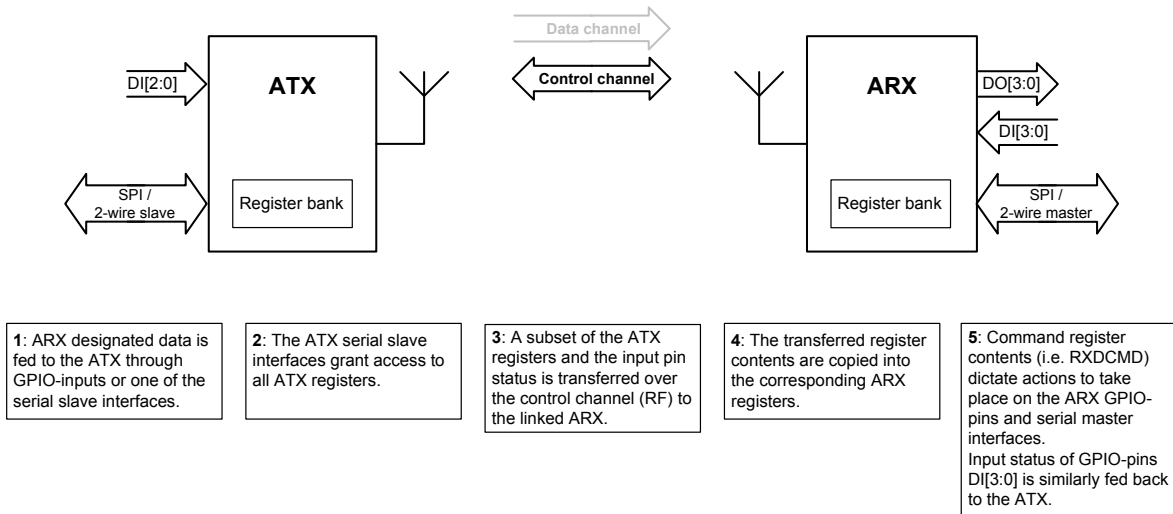 Data channel
Control channel
DI[2:0]
ATX
ARX
DO[3:0]
DI[3:0]
SPI /
2-wire slave
Register bank
Register bank
SPI /
2-wire master
1: ARX designated data is
fed to the ATX through
GPIO-inputs or one of the
serial slave interfaces.
2: The ATX serial slave
interfaces grant access to
all ATX registers.
3: A subset of the ATX
registers and the input pin
status is transferred over
the control channel (RF) to
the linked ARX.
4: The transferred register
contents are copied into
the corresponding ARX
registers.
5: Command register
contents (i.e. RXDCMD)
dictate actions to take
place on the ARX GPIO-
pins and serial master
interfaces.
Input status of GPIO-pins
DI[3:0] is similarly fed back
to the ATX.